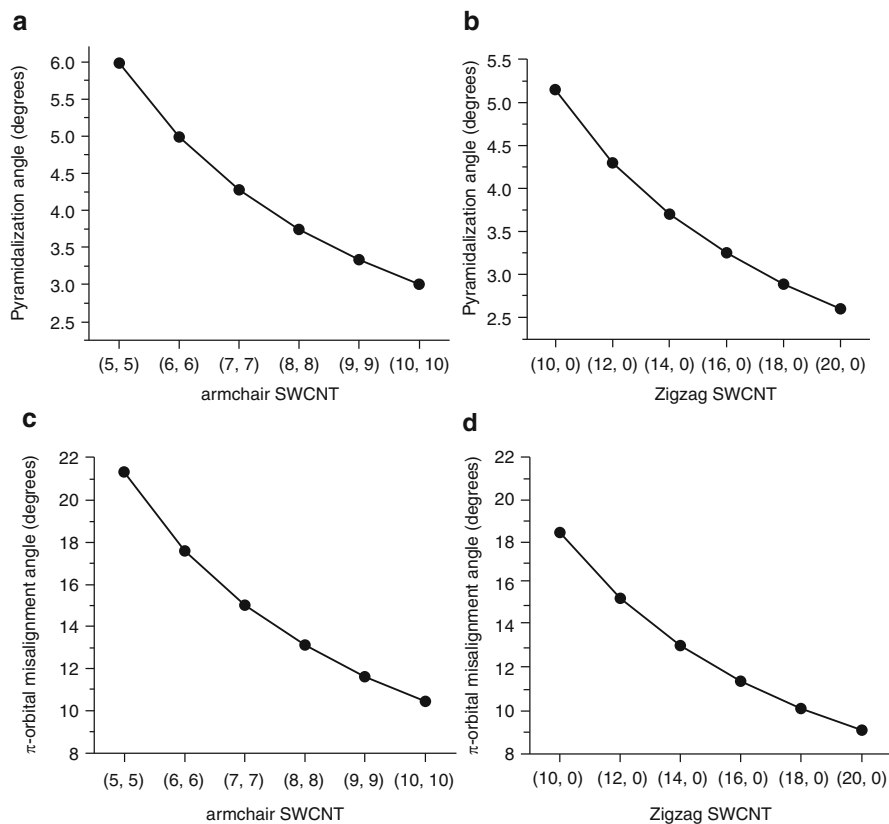 a
Pyramidalization angle (degrees)
6.0
5.5
5.0
4.5
4.0
3.5
3.0
2.5
(5, 5) (6, 6) (7, 7) (8, 8) (9, 9) (10, 10)
armchair SWCNT
b
Pyramidalization angle (degrees)
5.5
5.0
4.5
4.0
3.5
3.0
2.5
(10, 0) (12, 0) (14, 0) (16, 0) (18, 0) (20, 0)
Zigzag SWCNT
c
π-orbital misalignment angle (degrees)
22
20
18
16
14
12
10
8
(5, 5) (6, 6) (7, 7) (8, 8) (9, 9) (10, 10)
armchair SWCNT
d
π-orbital misalignment angle (degrees)
22
20
18
16
14
12
10
8
(10, 0) (12, 0) (14, 0) (16, 0) (18, 0) (20, 0)
Zigzag SWCNT